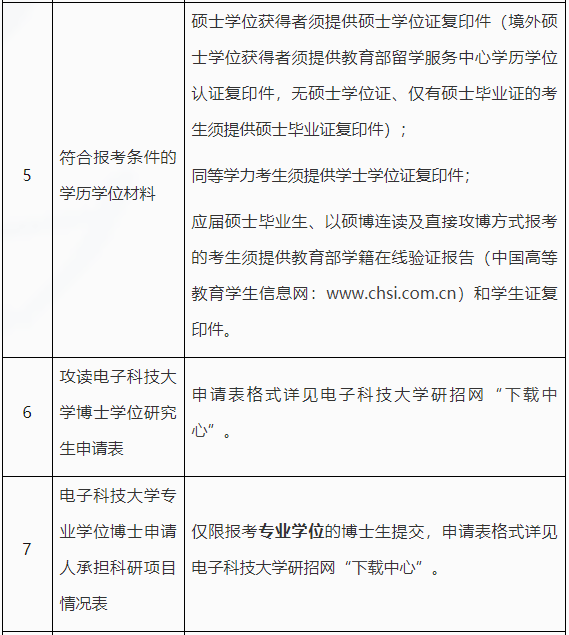 5
符合报考条件的
学历学位材料
硕士学位获得者须提供硕士学位证复印件（境外硕
士学位获得者须提供教育部留学服务中心学历学位
认证复印件，无硕士学位证、仅有硕士毕业证的考
生须提供硕士毕业证复印件）；
同等学力考生须提供学士学位证复印件；
应届硕士毕业生、以硕博连读及直接攻博方式报考
的考生须提供教育部学籍在线验证报告（中国高等
教育学生信息网：www.chsi.com.cn）和学生证复
印件。
6
攻读电子科技大
学博士学位研究
生申请表
申请表格式详见电子科技大学研招网“下载中
心”。
7
电子科技大学专
业学位博士申请
人承担科研项目
情况表
仅限报考专业学位的博士生提交，申请表格式详见
电子科技大学研招网“下载中心”。